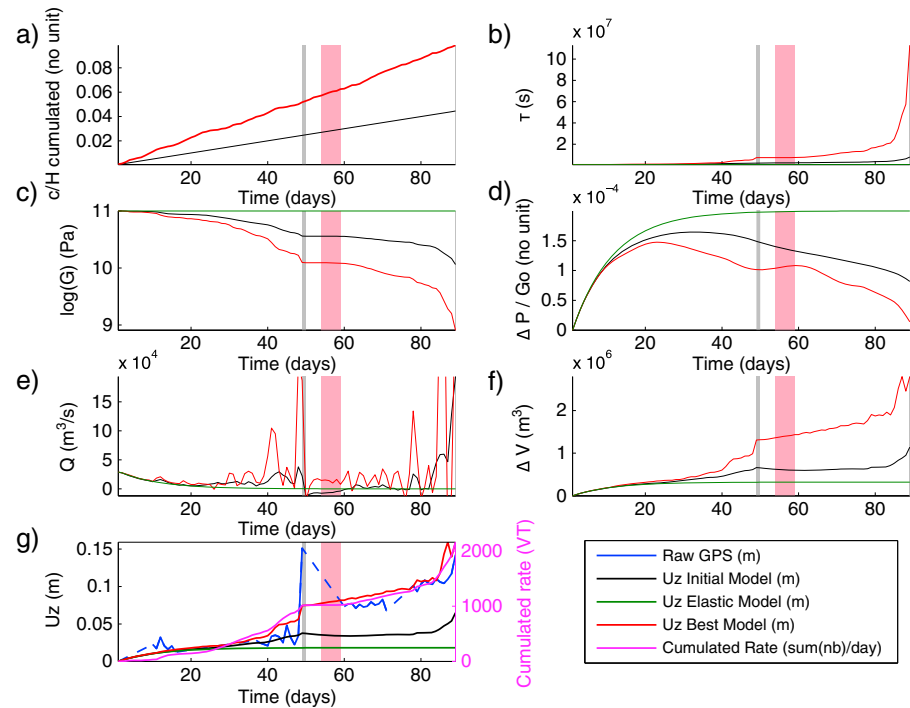 a)
c/H cumulated (no unit)
0.08
0.06
0.04
0.02
20 40 60 80
Time (days)
b)
x 10^7
τ (s)
10
8
6
4
2
20 40 60 80
Time (days)
c)
log(G) (Pa)
11
10
9
20 40 60 80
Time (days)
d)
x 10^-4
Δ P / Go (no unit)
1.5
1
0.5
0
20 40 60 80
Time (days)
e)
x 10^4
Q (m^3/s)
15
10
5
0
20 40 60 80
Time (days)
f)
x 10^6
Δ V (m^3)
2
1
0
20 40 60 80
Time (days)
g)
Uz (m)
0.15
0.1
0.05
0
20 40 60 80
Time (days)
2000
1000
0
Cumulated rate (VT)
Raw GPS (m)
Uz Initial Model (m)
Uz Elastic Model (m)
Uz Best Model (m)
Cumulated Rate (sum(nb)/day)